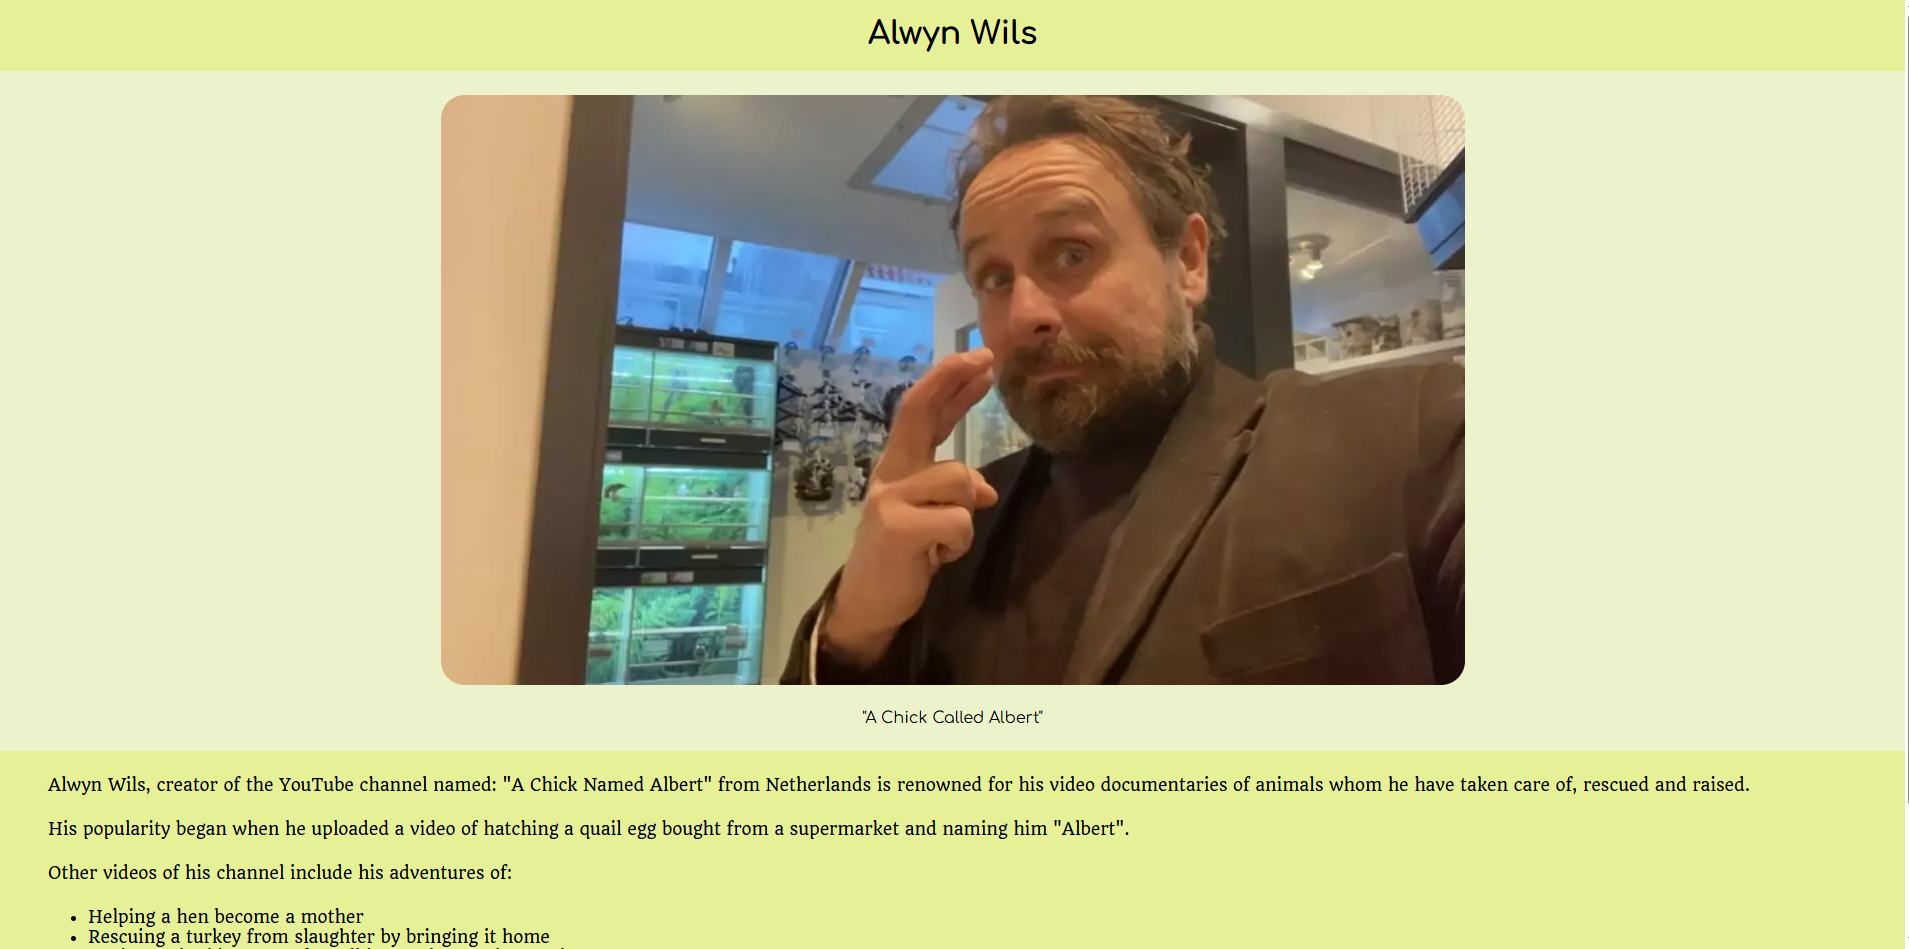 Alwyn Wils
"A Chick Called Albert"
Alwyn Wils, creator of the YouTube channel named: "A Chick Named Albert" from Netherlands is renowned for his video documentaries of animals whom he have taken care of, rescued and raised.
His popularity began when he uploaded a video of hatching a quail egg bought from a supermarket and naming him "Albert".
Other videos of his channel include his adventures of:
• Helping a hen become a mother
• Rescuing a turkey from slaughter by bringing it home